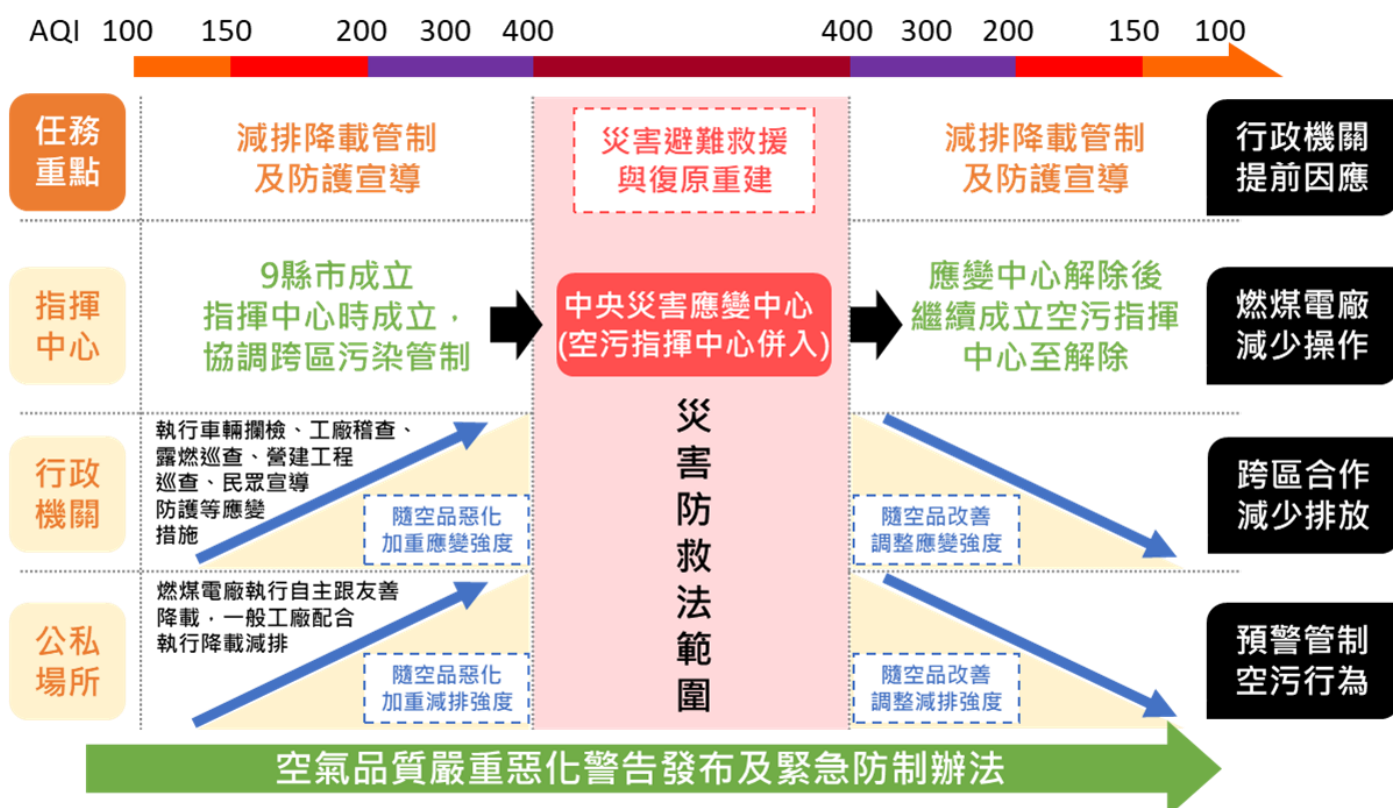 AQI 100 150 200 300 400 400 300 200 150 100
任務
重點
減排降載管制
及防護宣導
災害避難救援
與復原重建
減排降載管制
及防護宣導
行政機關
提前因應
指揮
中心
9縣市成立
指揮中心時成立，
協調跨區污染管制
中央災害應變中心
(空污指揮中心併入)
應變中心解除後
繼續成立空污指揮
中心至解除
燃煤電廠
減少操作
行政
機關
執行車輛攔檢、工廠稽查、
露燃巡查、營建工程
巡查、民眾宣導
防護等應變
措施
隨空品惡化
加重應變強度
災害防救法範圍
隨空品改善
調整應變強度
跨區合作
減少排放
公私
場所
燃煤電廠執行自主跟友善
降載，一般工廠配合
執行降載減排
隨空品惡化
加重減排強度
隨空品改善
調整減排強度
預警管制
空污行為
空氣品質嚴重惡化警告發布及緊急防制辦法